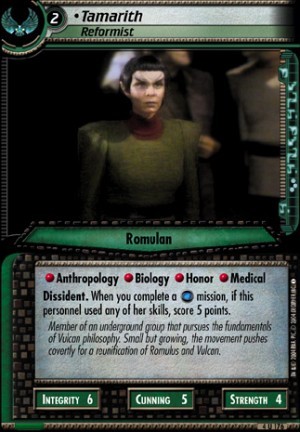 2
• Tamarith
Reformist
Romulan
• Anthropology • Biology • Honor • Medical
Dissident. When you complete a mission, if this
personnel used any of her skills, score 5 points.
Member of an underground group that pursues the fundamentals
of Vulcan philosophy. Small but growing, the movement pushes
covertly for a reunification of Romulus and Vulcan.
INTEGRITY 6 CUNNING 5 STRENGTH 4